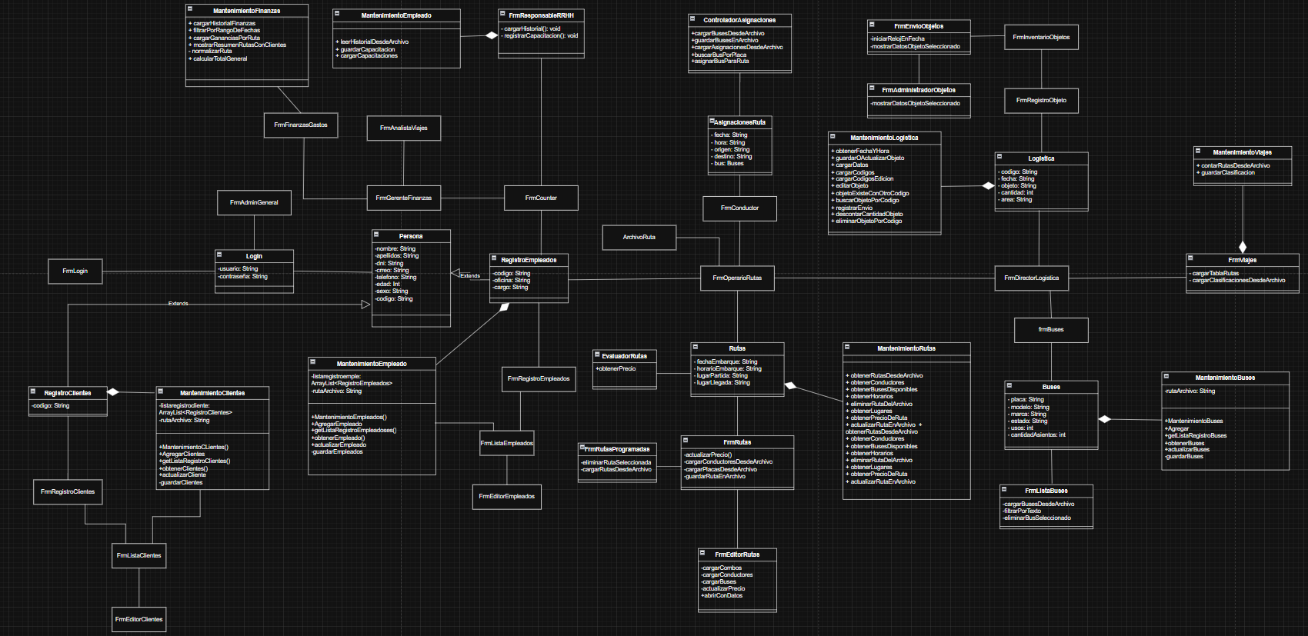 MantenimientoFinanzas
+ cargarHistorialFinanzas
+ filtrarPorRangoDeFechas
+ cargarGananciasPorRuta
+ mostrarResumenRutasConClientes
- normalizarRuta
+ calcularTotalGeneral
MantenimientoEmpleado
+ leerHistorialDesdeArchivo
+ guardarCapacitacion
+ cargarCapacitaciones
FrmResponsableRRHH
- cargarHistorial(): void
- registrarCapacitacion(): void
ControladorAsignaciones
+cargarBusesDesdeArchivo
+guardarBusesEnArchivo
+cargarAsignacionesDesdeArchivo
+buscarBusPorPlaca
+asignarBusParaRuta
FrmEnvioObjetos
-iniciarRelojEnFecha
-mostrarDatosObjetoSeleccionado
FrmInventarioObjetos
FrmAdministradorObjetos
-mostrarDatosObjetoSeleccionado
FrmRegistroObjeto
FrmFinanzasGastos
FrmAnalistaViajes
AsignacionesRuta
- fecha: String
- hora: String
- origen: String
- destino: String
- bus: Buses
MantenimientoLogistica
+ obtenerFechaYHora
+ guardarOActualizarObjeto
+ cargarDatos
+ cargarCodigos
+ cargarCodigosEdicion
+ editarObjeto
+ objetoExisteConOtroCodigo
+ buscarObjetoPorCodigo
+ registrarEnvio
+ descontarCantidadObjeto
+ eliminarObjetoPorCodigo
Logistica
- codigo: String
- fecha: String
- objeto: String
- cantidad: int
- area: String
MantenimientoViajes
+ contarRutasDesdeArchivo
+ guardarClasificacion
FrmAdminGeneral
FrmGerenteFinanzas
FrmCounter
FrmConductor
ArchivoRuta
FrmLogin
Login
-usuario: String
-contraseña: String
Persona
-nombre: String
-apellidos: String
-dni: String
-correo: String
-telefono: String
-edad: int
-sexo: String
-codigo: String
Extends
RegistroEmpleados
-codigo: String
-oficina: String
-cargo: String
FrmOperarioRutas
FrmDirectorLogistica
FrmViajes
- cargarTablaRutas
- cargarClasificacionesDesdeArchivo
Extends
frmBuses
RegistroClientes
-codigo: String
MantenimientoClientes
-listaregistrocliente:
ArrayList<RegistroClientes>
-rutaArchivo: String
+MantenimientoCLientes()
+AgregarClientes
+getListaRegistroClientes()
+obtenerClientes()
+actualizarCliente
-guardarClientes
MantenimientoEmpleado
-listaregistroemple:
ArrayList<RegistroEmpleados>
-rutaArchivo: String
+MantenimientoEmpleados()
+AgregarEmpleado
+getListaRegistroEmpleadoses()
+obtenerEmpleado()
+actualizarEmpleado
-guardarEmpleados
FrmRegistroEmpleados
EvaluadorRutas
+obtenerPrecio
Rutas
- fechaEmbarque: String
- horarioEmbarque: String
- lugarPartida: String
- lugarLlegada: String
MantenimientoRutas
+ obtenerRutasDesdeArchivo
+ obtenerConductores
+ obtenerBusesDisponibles
+ obtenerHorarios
+ eliminarRutaDelArchivo
+ obtenerLugares
+ obtenerPrecioDeRuta
+ actualizarRutaEnArchivo +
obtenerRutasDesdeArchivo
+ obtenerConductores
+ obtenerBusesDisponibles
+ obtenerHorarios
+ eliminarRutaDelArchivo
+ obtenerLugares
+ obtenerPrecioDeRuta
+ actualizarRutaEnArchivo
Buses
- placa: String
- modelo: String
- marca: String
- estado: String
- usos: int
- cantidadAsientos: int
MantenimientoBuses
- rutaArchivo: String
+MantenimientoBuses
+Agregar
+getListaRegistroBuses
+obtenerBuses
+actualizarBuses
-guardarBuses
FrmListaEmpleados
FrmRutasProgramadas
-eliminarRutaSeleccionada
-cargarRutasDesdeArchivo
FrmRutas
-actualizarPrecio()
-cargarConductoresDesdeArchivo
-cargarPlacasDesdeArchivo
-guardarRutaEnArchivo
FrmRegistroClientes
FrmEditorEmpleados
FrmListaBuses
-cargarBusesDesdeArchivo
-filtrarPorTexto
-eliminarBusSeleccionado
FrmListaClientes
FrmEditorRutas
-cargarCombos
-cargarConductores
-cargarBuses
-actualizarPrecio
+abrirConDatos
FrmEditorClientes